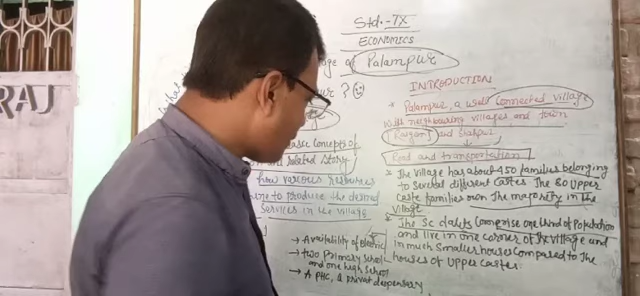 Std.-IX
ECONOMICS
of Palampur
? ☺
basic concepts of
and related story
how various resources
to produce the desired
Services in the village
→ Availability of electric
→ two primary school
and one high school
→ A PHC, 1 private dispensary
INTRODUCTION
* Palampur, a well connected village
with neighbouring villages and town
Raiganj and Shahpur
Road and transportation
* The village has about 450 families belonging
to several different castes. The 80 Upper
caste families own the majority in the
village
* The Sc dalits comprise one third of Population
and live in one corner of the village and
in much smaller houses compared to the
houses of Upper castes.
RAJ